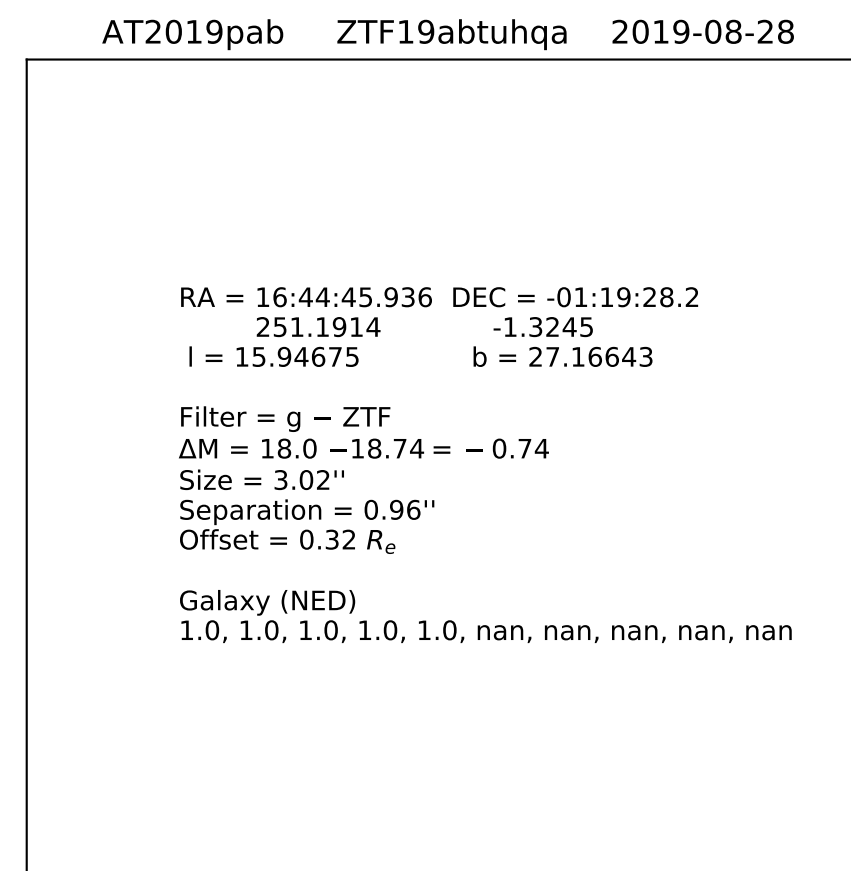 AT2019pab ZTF19abtuhqa 2019-08-28
RA = 16:44:45.936 DEC = -01:19:28.2
251.1914 -1.3245
l = 15.94675 b = 27.16643
Filter = g − ZTF
ΔM = 18.0 −18.74 = − 0.74
Size = 3.02''
Separation = 0.96''
Offset = 0.32 Re
Galaxy (NED)
1.0, 1.0, 1.0, 1.0, 1.0, nan, nan, nan, nan, nan